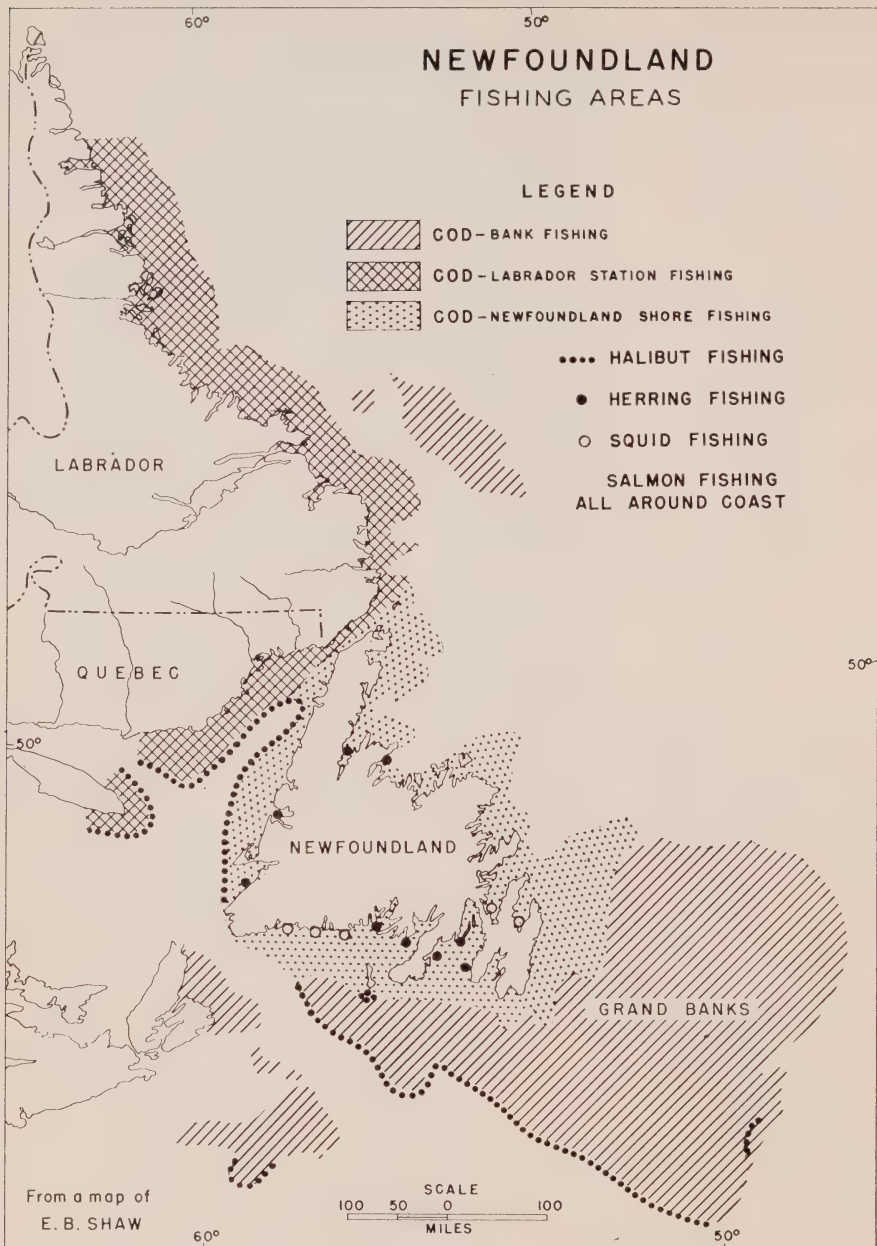 60°
50°
NEWFOUNDLAND
FISHING AREAS
LEGEND
COD-BANK FISHING
COD-LABRADOR STATION FISHING
COD-NEWFOUNDLAND SHORE FISHING
HALIBUT FISHING
HERRING FISHING
SQUID FISHING
SALMON FISHING
ALL AROUND COAST
LABRADOR
QUEBEC
50°
50°
NEWFOUNDLAND
GRAND BANKS
From a map of
E. B. SHAW
SCALE
100 50 0 100
MILES
60°
50°